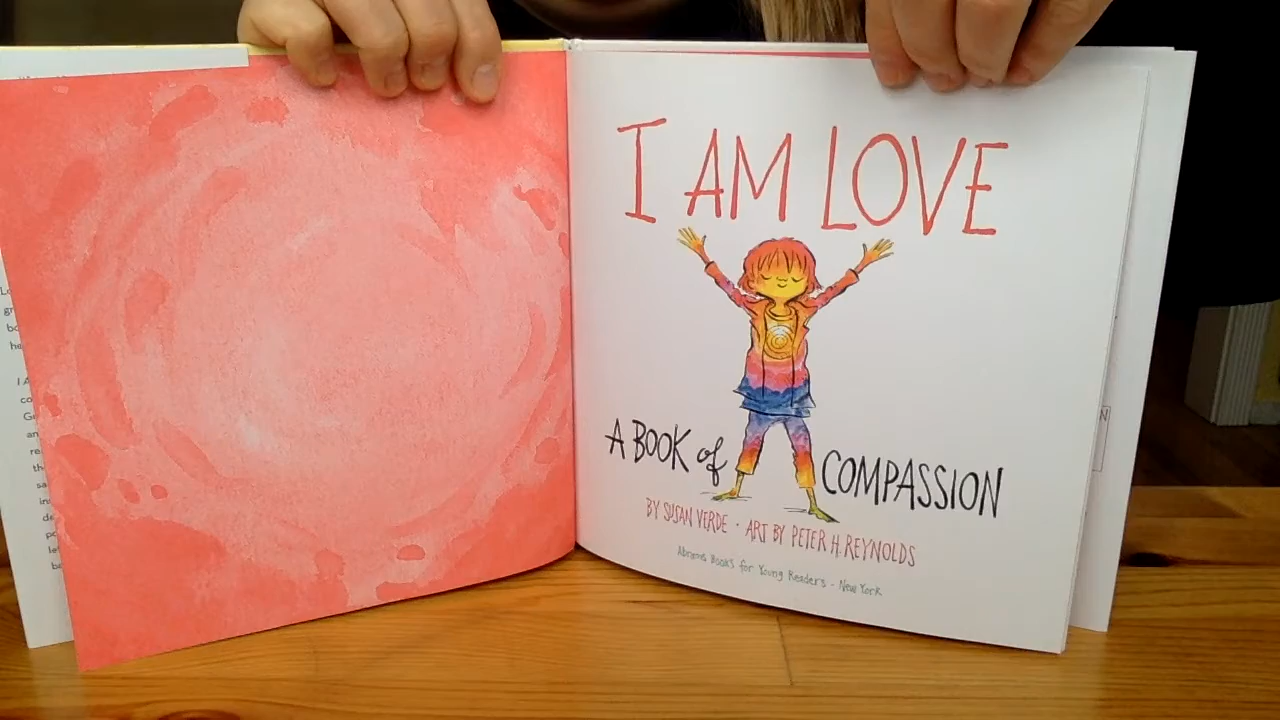 I AM LOVE
A BOOK of COMPASSION
BY SUSAN VERDE · ART BY PETER H. REYNOLDS
Abrams Books for Young Readers · New York